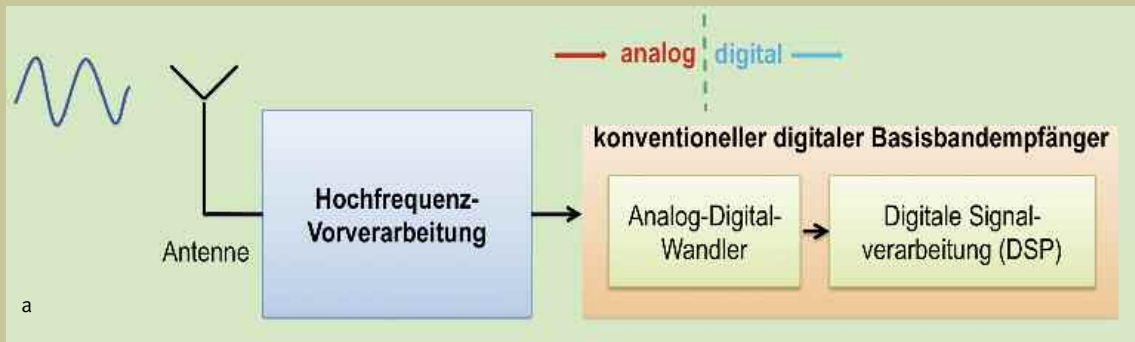 analog digital
konventioneller digitaler Basisbandempfänger
Hochfrequenz-
Vorverarbeitung
Antenne
Analog-Digital-
Wandler
Digitale Signal-
verarbeitung (DSP)
a